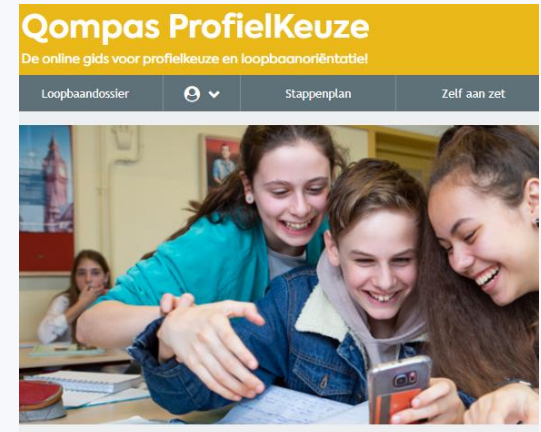 Qompas ProfielKeuze
De online gids voor profielkeuze en loopbaanoriëntatie!
Loopbaandossier Stappenplan Zelf aan zet